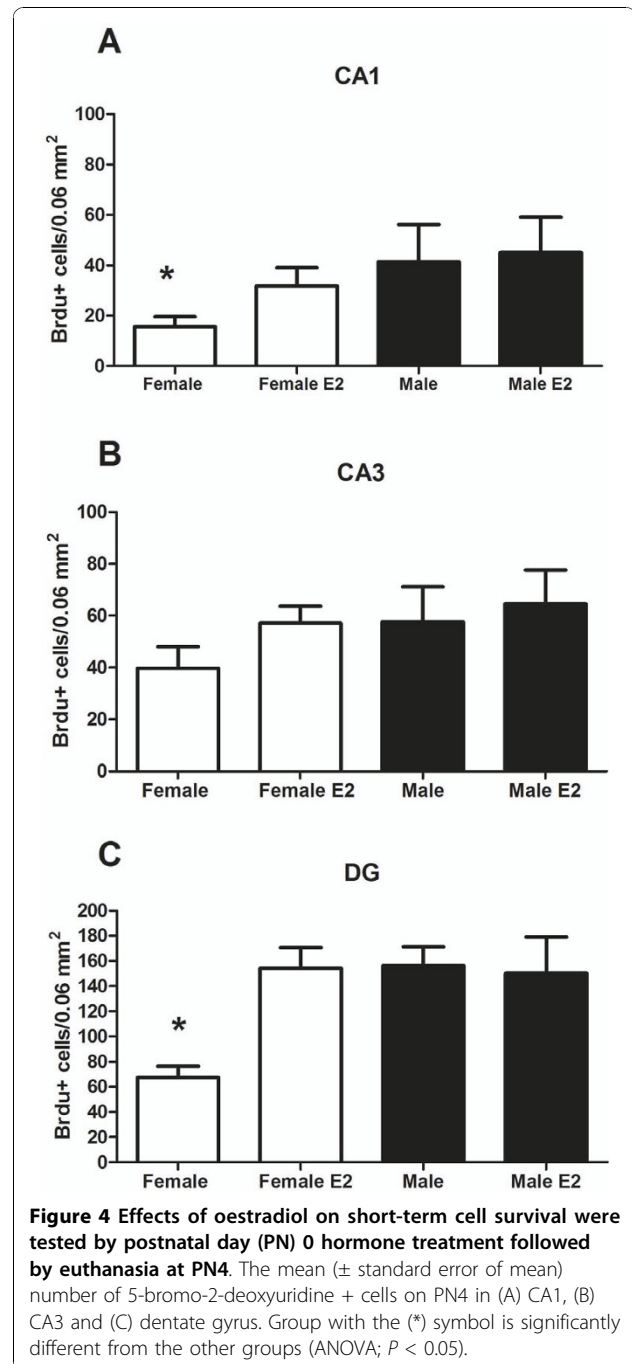 A
CA1
Brdu+ cells/0.06 mm²
100
80
60
40
20
0
*
Female Female E2 Male Male E2
B
CA3
Brdu+ cells/0.06 mm²
100
80
60
40
20
0
Female Female E2 Male Male E2
C
DG
Brdu+ cells/0.06 mm²
200
180
160
140
120
100
80
60
40
20
0
*
Female Female E2 Male Male E2
Figure 4 Effects of oestradiol on short-term cell survival were
tested by postnatal day (PN) 0 hormone treatment followed
by euthanasia at PN4. The mean (± standard error of mean)
number of 5-bromo-2-deoxyuridine + cells on PN4 in (A) CA1, (B)
CA3 and (C) dentate gyrus. Group with the (*) symbol is significantly
different from the other groups (ANOVA; P < 0.05).